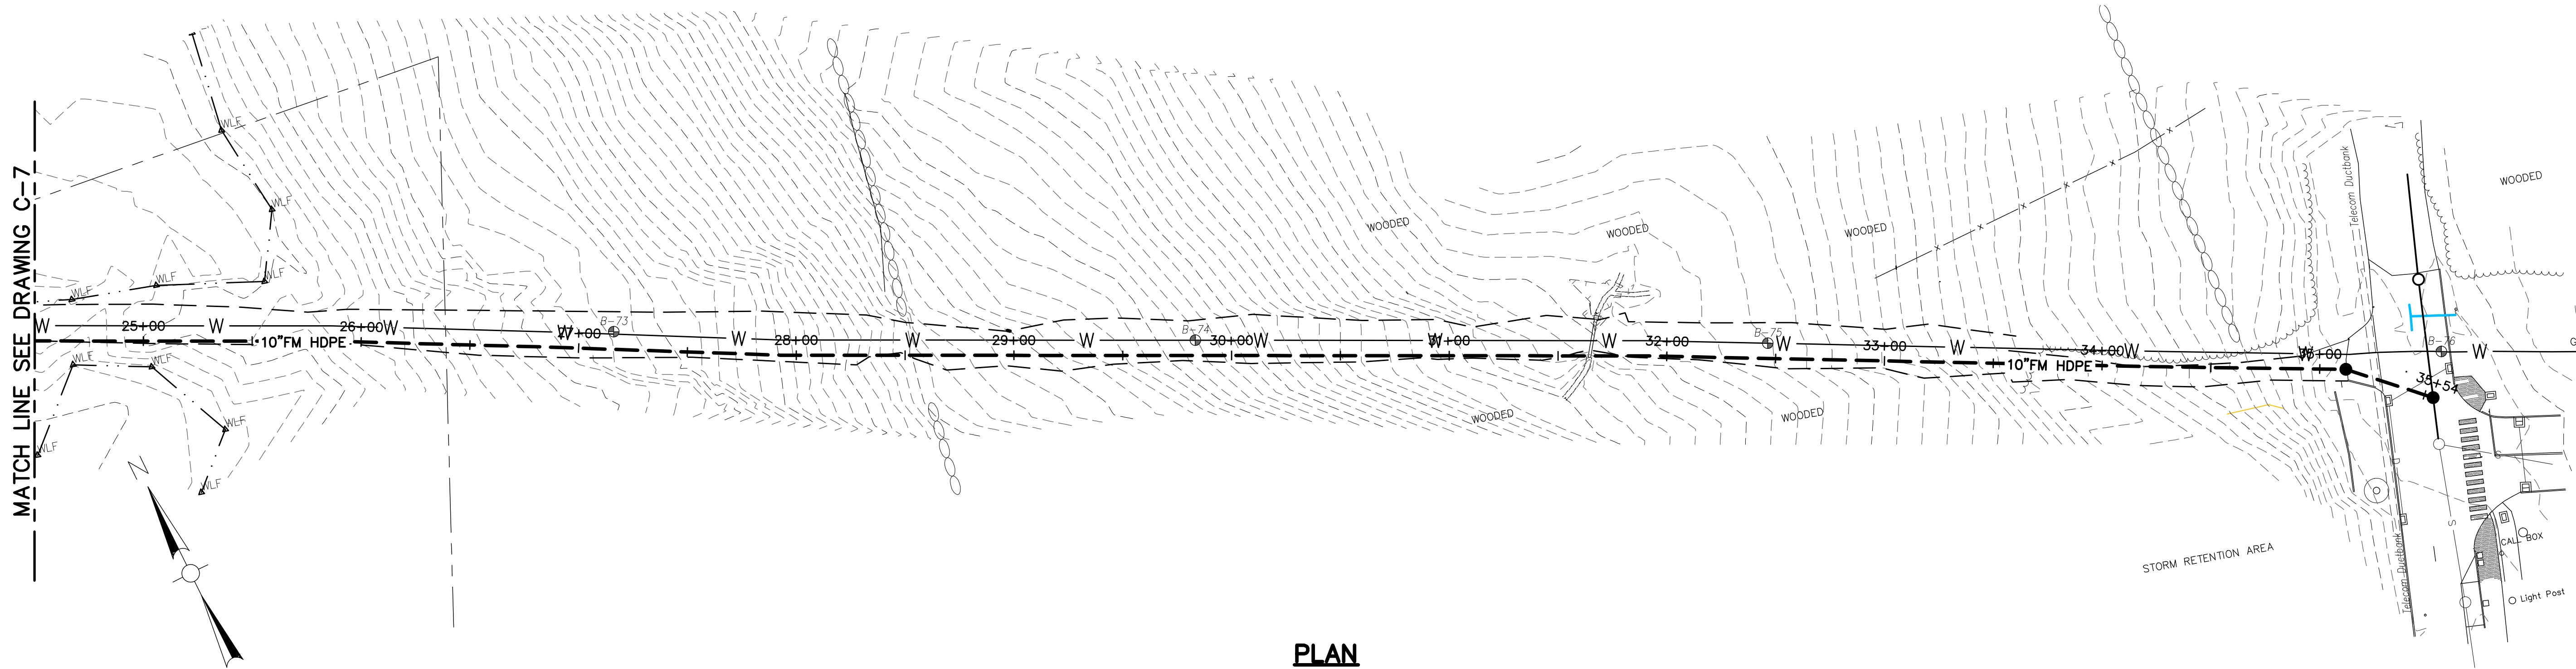 MATCH LINE SEE DRAWING C-7
WLF
WLF
WLF
WLF
WLF
WLF
WLF
WLF
WLF
WLF
N
W
25+00
W
26+00
W
W
27+00
B-73
W
28+00
W
29+00
W
B-74
30+00
W
W
31+00
W
32+00
B-75
W
33+00
W
34+00
W
W
35+00
B-76
W
G
10"FM HDPE
10"FM HDPE
35+54
WOODED
WOODED
WOODED
WOODED
WOODED
WOODED
Telecom Ductbank
Telecom Ductbank
S
S
D
CALL BOX
Light Post
STORM RETENTION AREA
PLAN